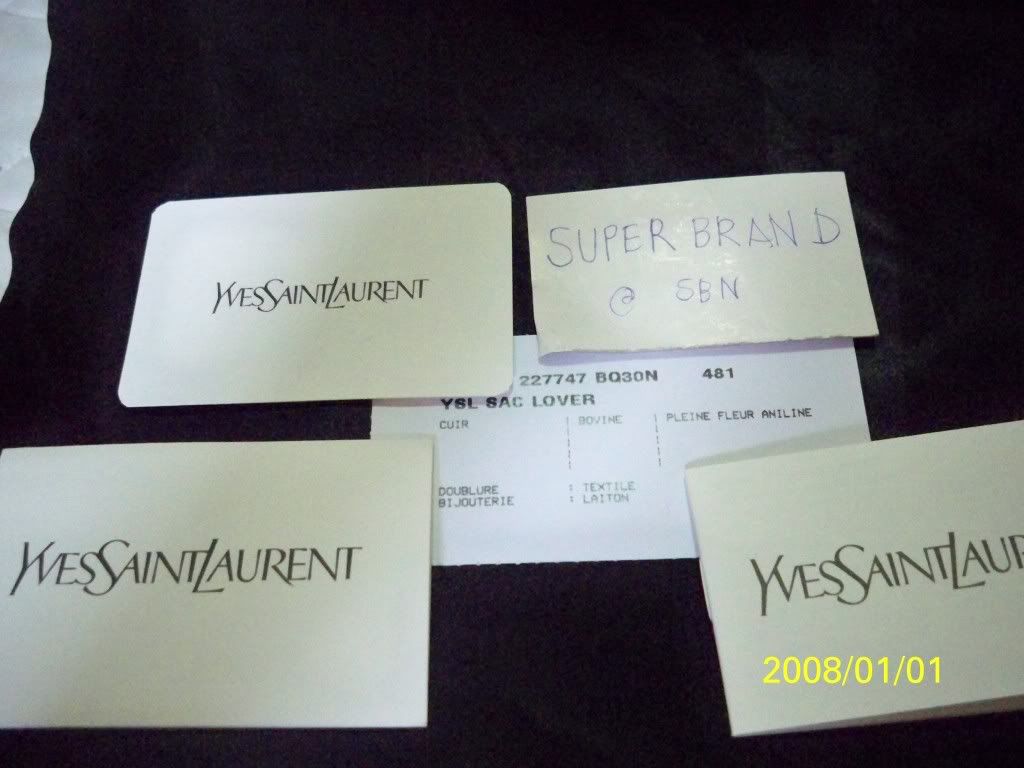 YVESSAINTLAURENT
SUPER BRAND
@ SBN
227747 BQ30N 481
YSL SAC LOVER
CUIR | BOVINE | PLEINE FLEUR ANILINE
DOUBLURE : TEXTILE
BIJOUTERIE : LAITON
YVESSAINTLAURENT
YVESSAINTLAUR
2008/01/01